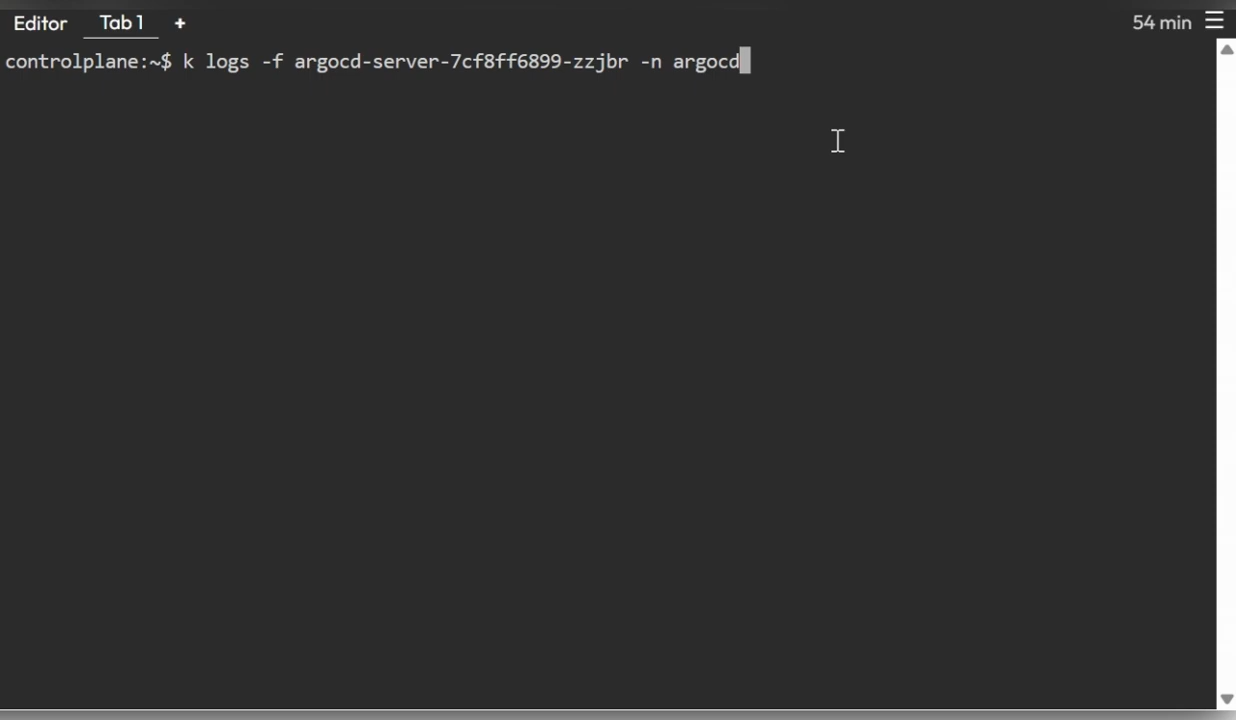 Editor Tab 1 + 54 min
controlplane:~$ k logs -f argocd-server-7cf8ff6899-zzjbr -n argocd